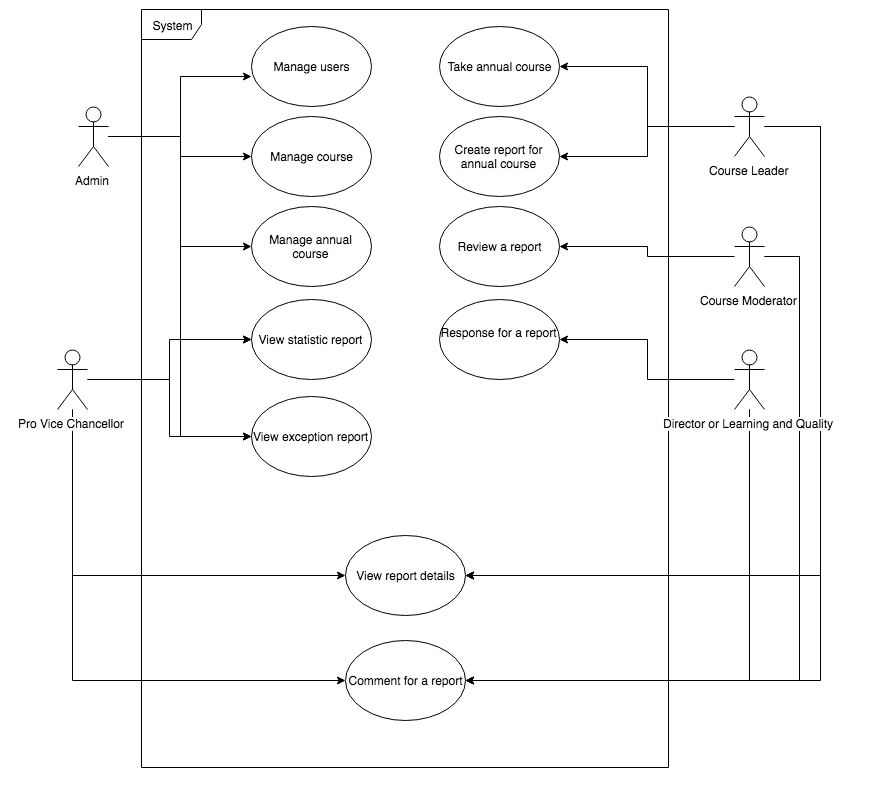 System
Manage users
Take annual course
Manage course
Create report for
annual course
Course Leader
Admin
Manage annual
course
Review a report
Course Moderator
View statistic report
Response for a report
Pro Vice Chancellor
Director or Learning and Quality
View exception report
View report details
Comment for a report